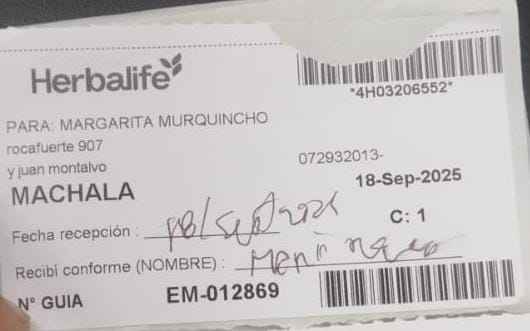 Herbalife
*4H03206552*
PARA: MARGARITA MURQUINCHO
rocafuerte 907
y juan montalvo
072932013-
MACHALA
18-Sep-2025
Fecha recepción :
C: 1
Recibí conforme (NOMBRE) :
N° GUIA EM-012869